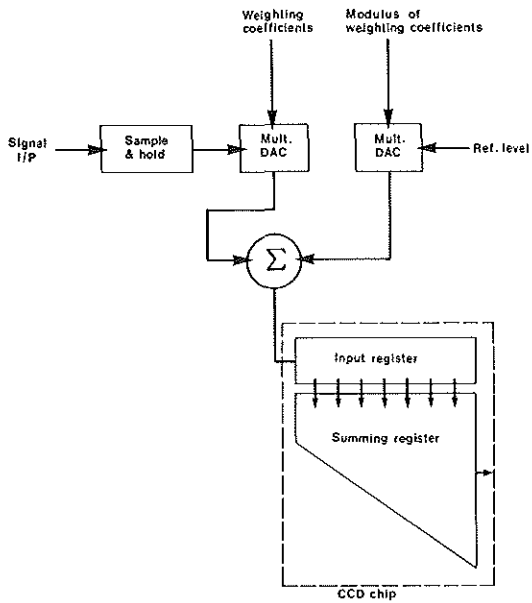 Weighting
coefficients
Modulus of
weighting coefficients
Signal
I/P
Sample
& hold
Mult.
DAC
Mult.
DAC
Ref. level
Σ
Input register
Summing register
CCD chip